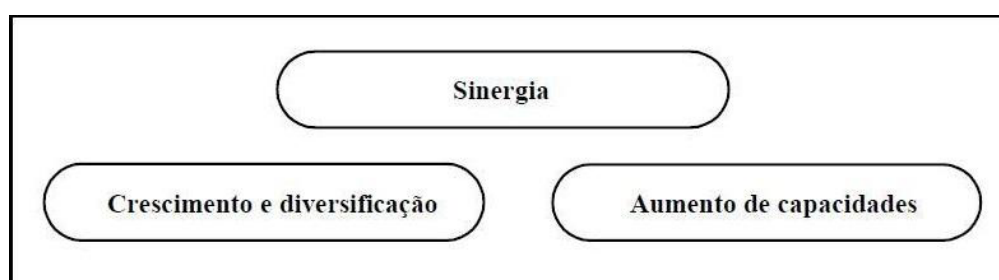 Sinergia
Crescimento e diversificação
Aumento de capacidades